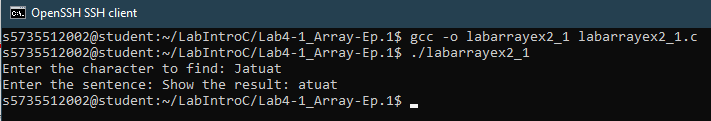 OpenSSH SSH client
s5735512002@student:~/LabIntroC/Lab4-1_Array-Ep.1$ gcc -o labarrayex2_1 labarrayex2_1.c
s5735512002@student:~/LabIntroC/Lab4-1_Array-Ep.1$ ./labarrayex2_1
Enter the character to find: Jatuat
Enter the sentence: Show the result: atuat
s5735512002@student:~/LabIntroC/Lab4-1_Array-Ep.1$